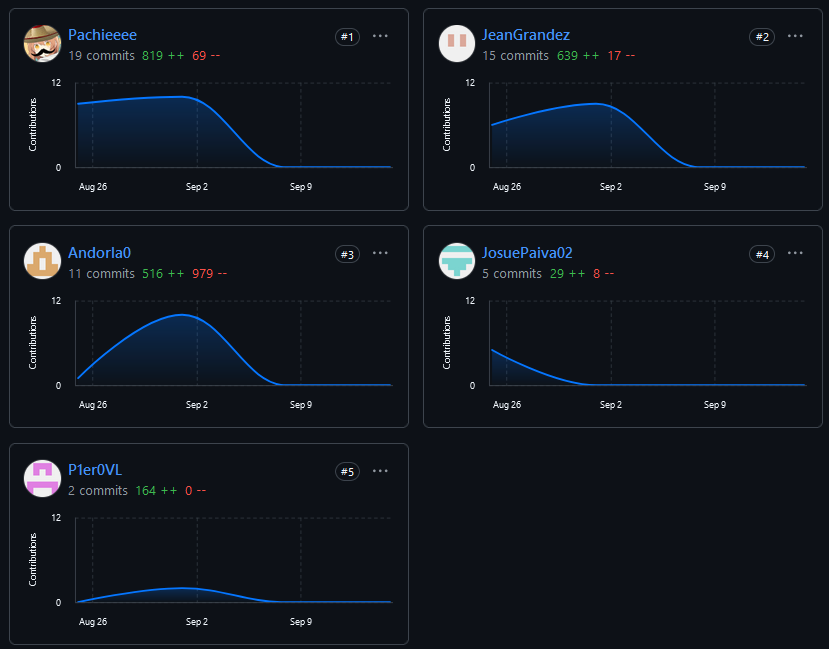 Pachieeee
#1
19 commits 819 ++ 69 --
12
Contributions
0
Aug 26 Sep 2 Sep 9
JeanGrandez
#2
15 commits 639 ++ 17 --
12
Contributions
0
Aug 26 Sep 2 Sep 9
Andorla0
#3
11 commits 516 ++ 979 --
12
Contributions
0
Aug 26 Sep 2 Sep 9
JosuePaiva02
#4
5 commits 29 ++ 8 --
12
Contributions
0
Aug 26 Sep 2 Sep 9
P1er0VL
#5
2 commits 164 ++ 0 --
12
Contributions
0
Aug 26 Sep 2 Sep 9